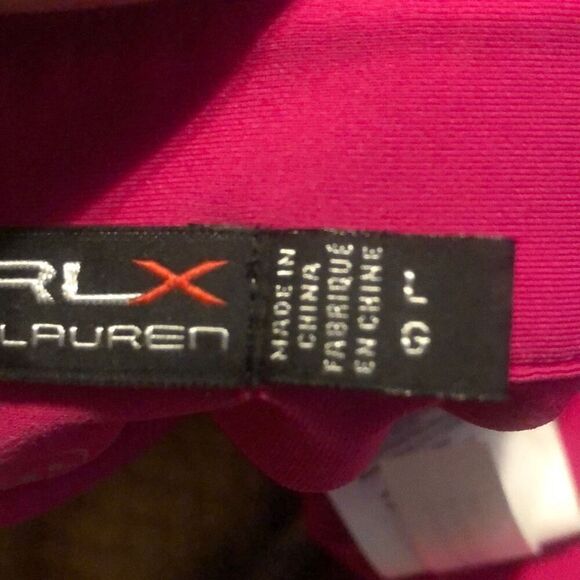 RLX
LAUREN
MADE IN
CHINA
FABRIQUÉ
EN CHINE
L
G